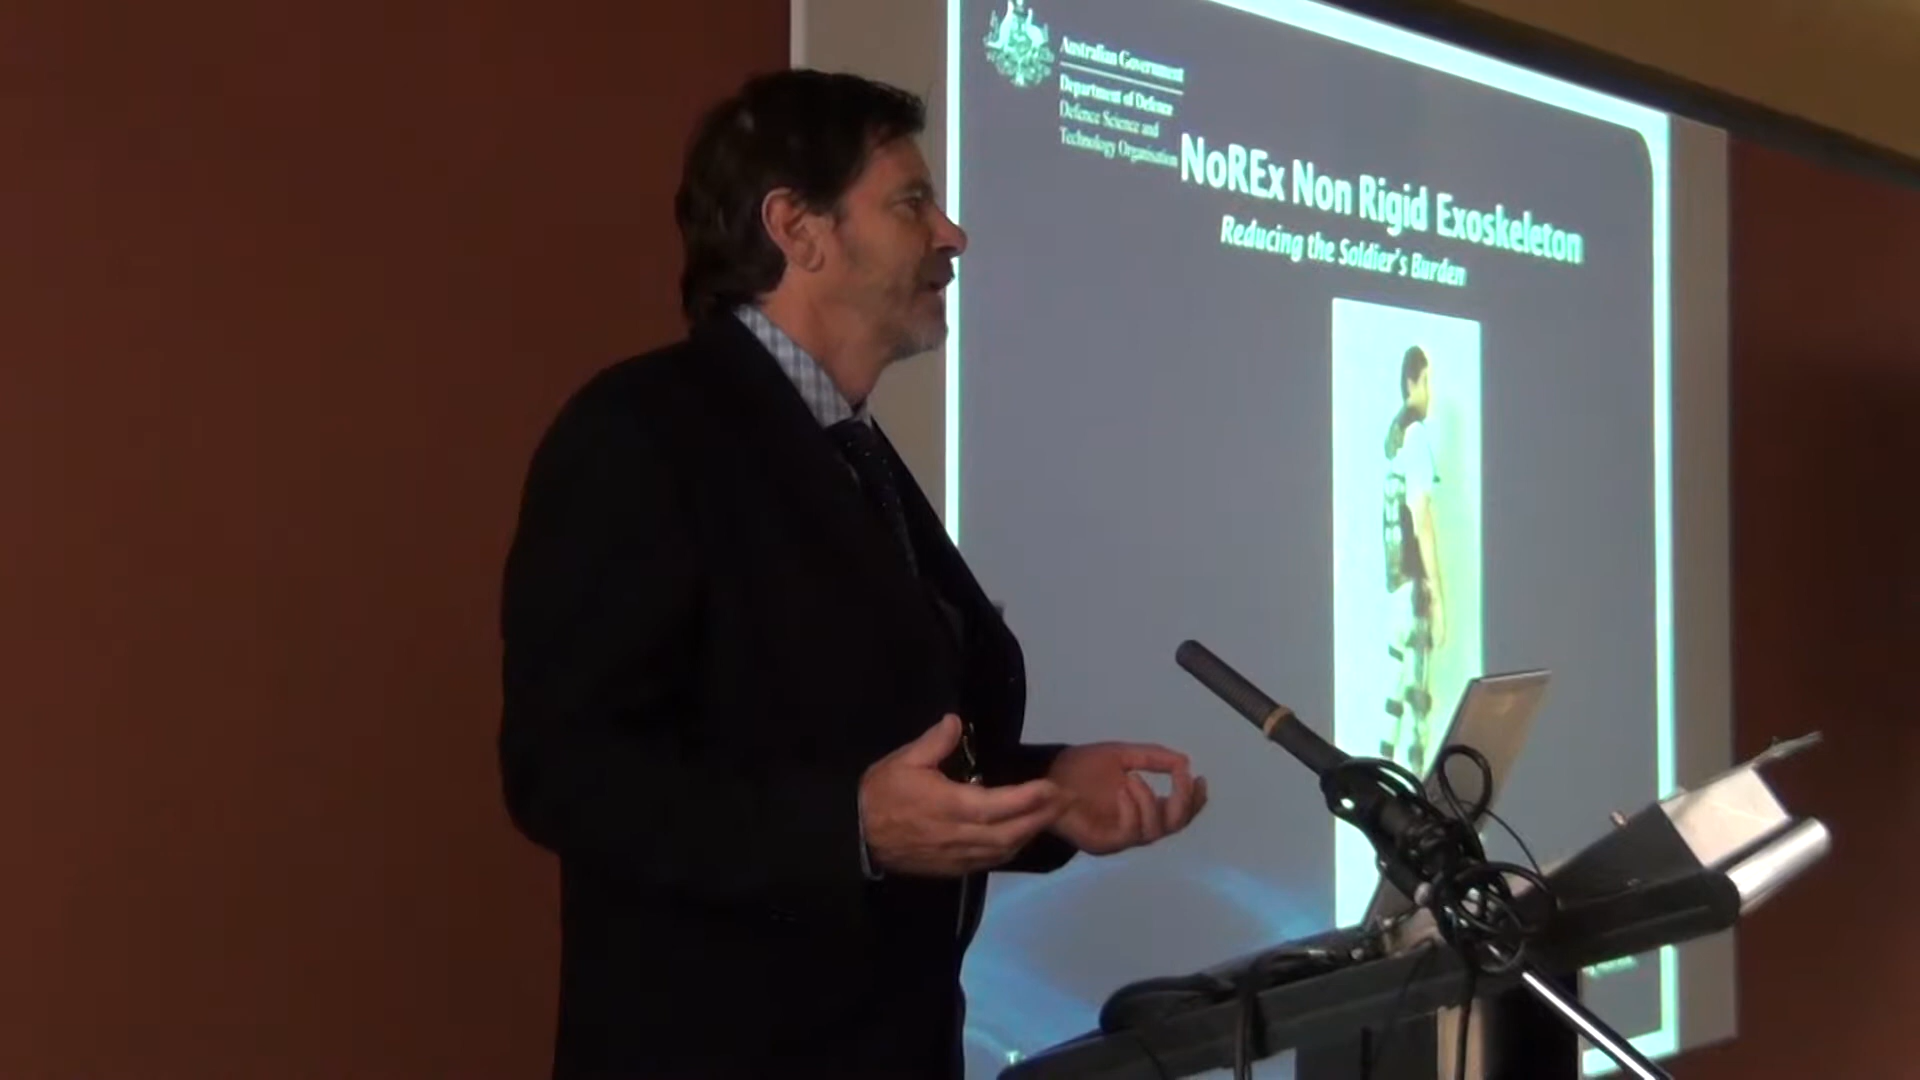 Australian Government
Department of Defence
Defence Science and
Technology Organisation
NoREx Non Rigid Exoskeleton
Reducing the Soldier's Burden